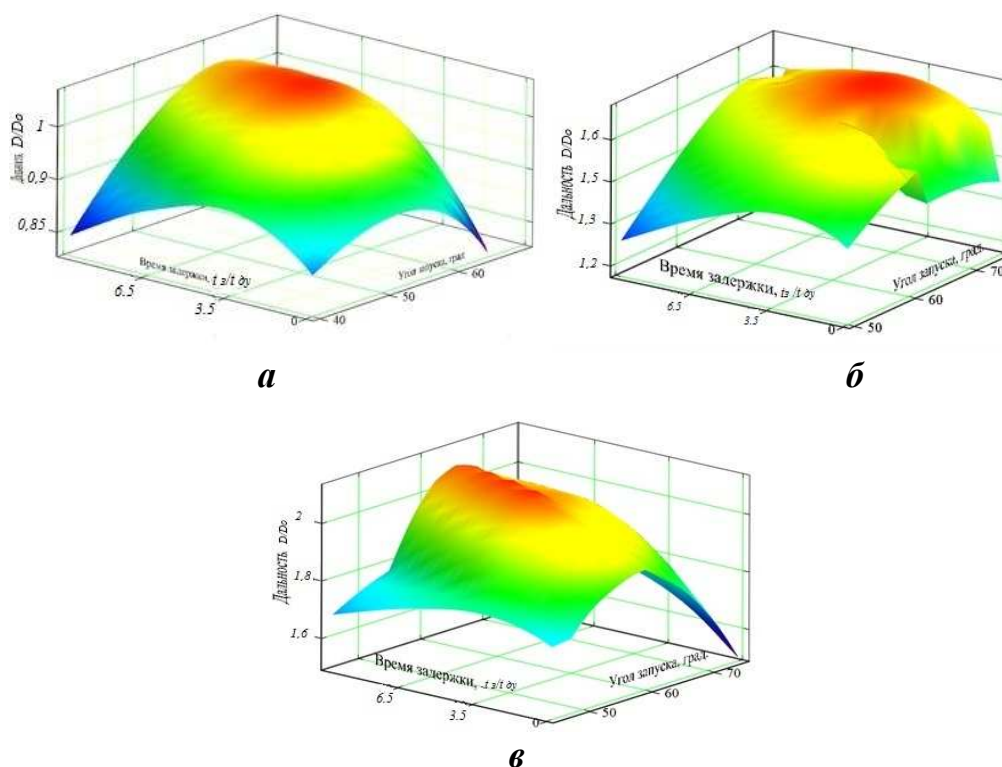 D/Do
1
0,9
0,85
Время задержки, t з/t ду
6.5
3.5
0
Угол запуска, град
40
50
60
а
Дальность D/Do
1,6
1,5
1,3
1,2
Время задержки, tз /t ду
6.5
3.5
0
Угол запуска, град.
50
60
70
б
Дальность D/Do
2
1,8
1,6
Время задержки, t з/t ду
6.5
3.5
0
Угол запуска, град.
50
60
70
в